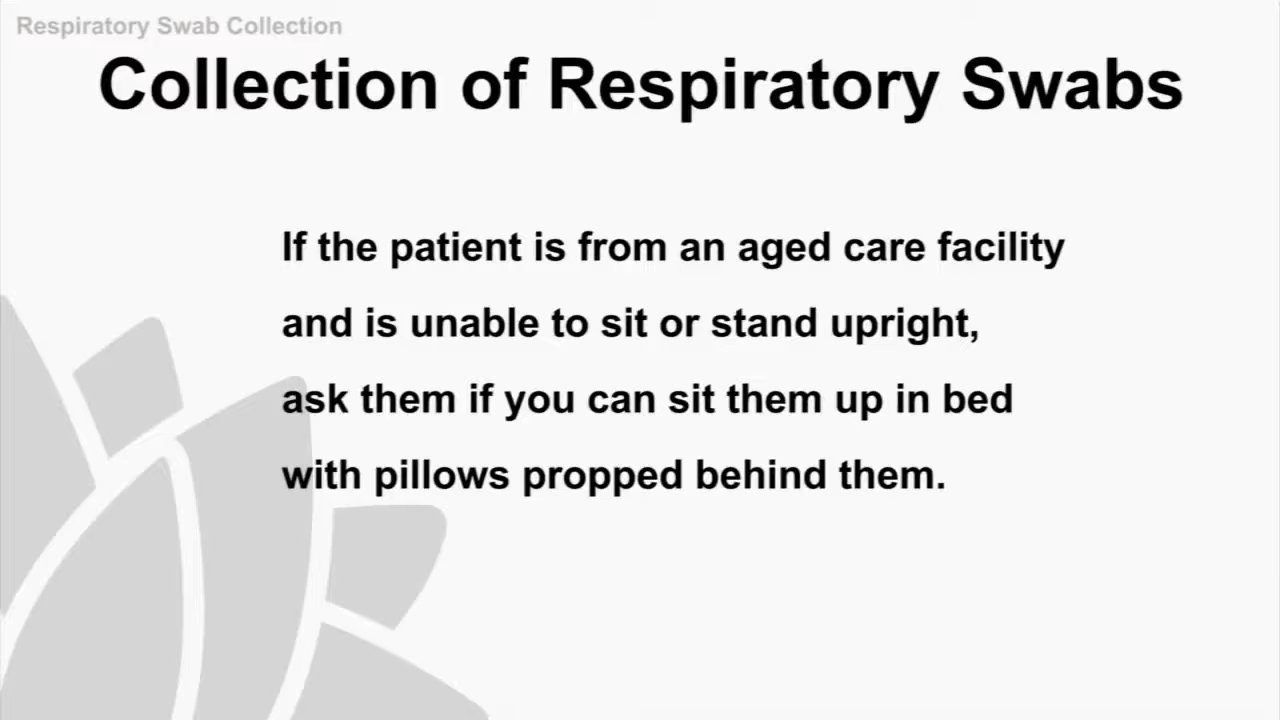 Respiratory Swab Collection
Collection of Respiratory Swabs
If the patient is from an aged care facility
and is unable to sit or stand upright,
ask them if you can sit them up in bed
with pillows propped behind them.